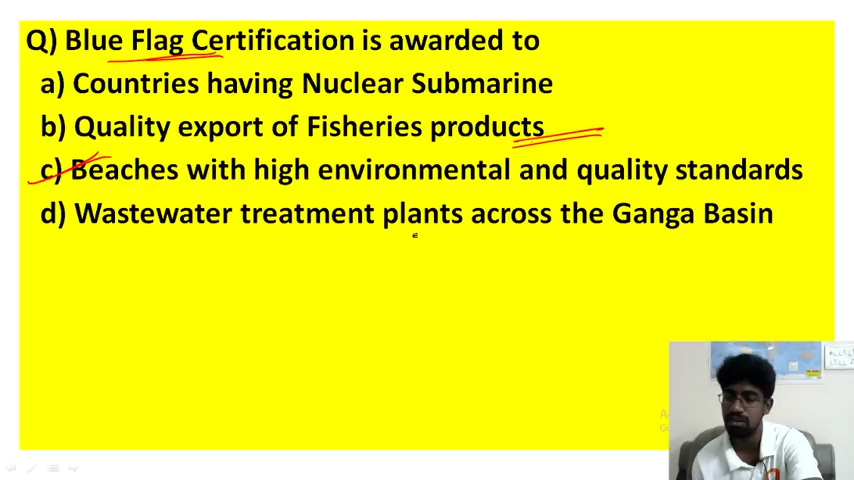 Q) Blue Flag Certification is awarded to
a) Countries having Nuclear Submarine
b) Quality export of Fisheries products
c) Beaches with high environmental and quality standards
d) Wastewater treatment plants across the Ganga Basin